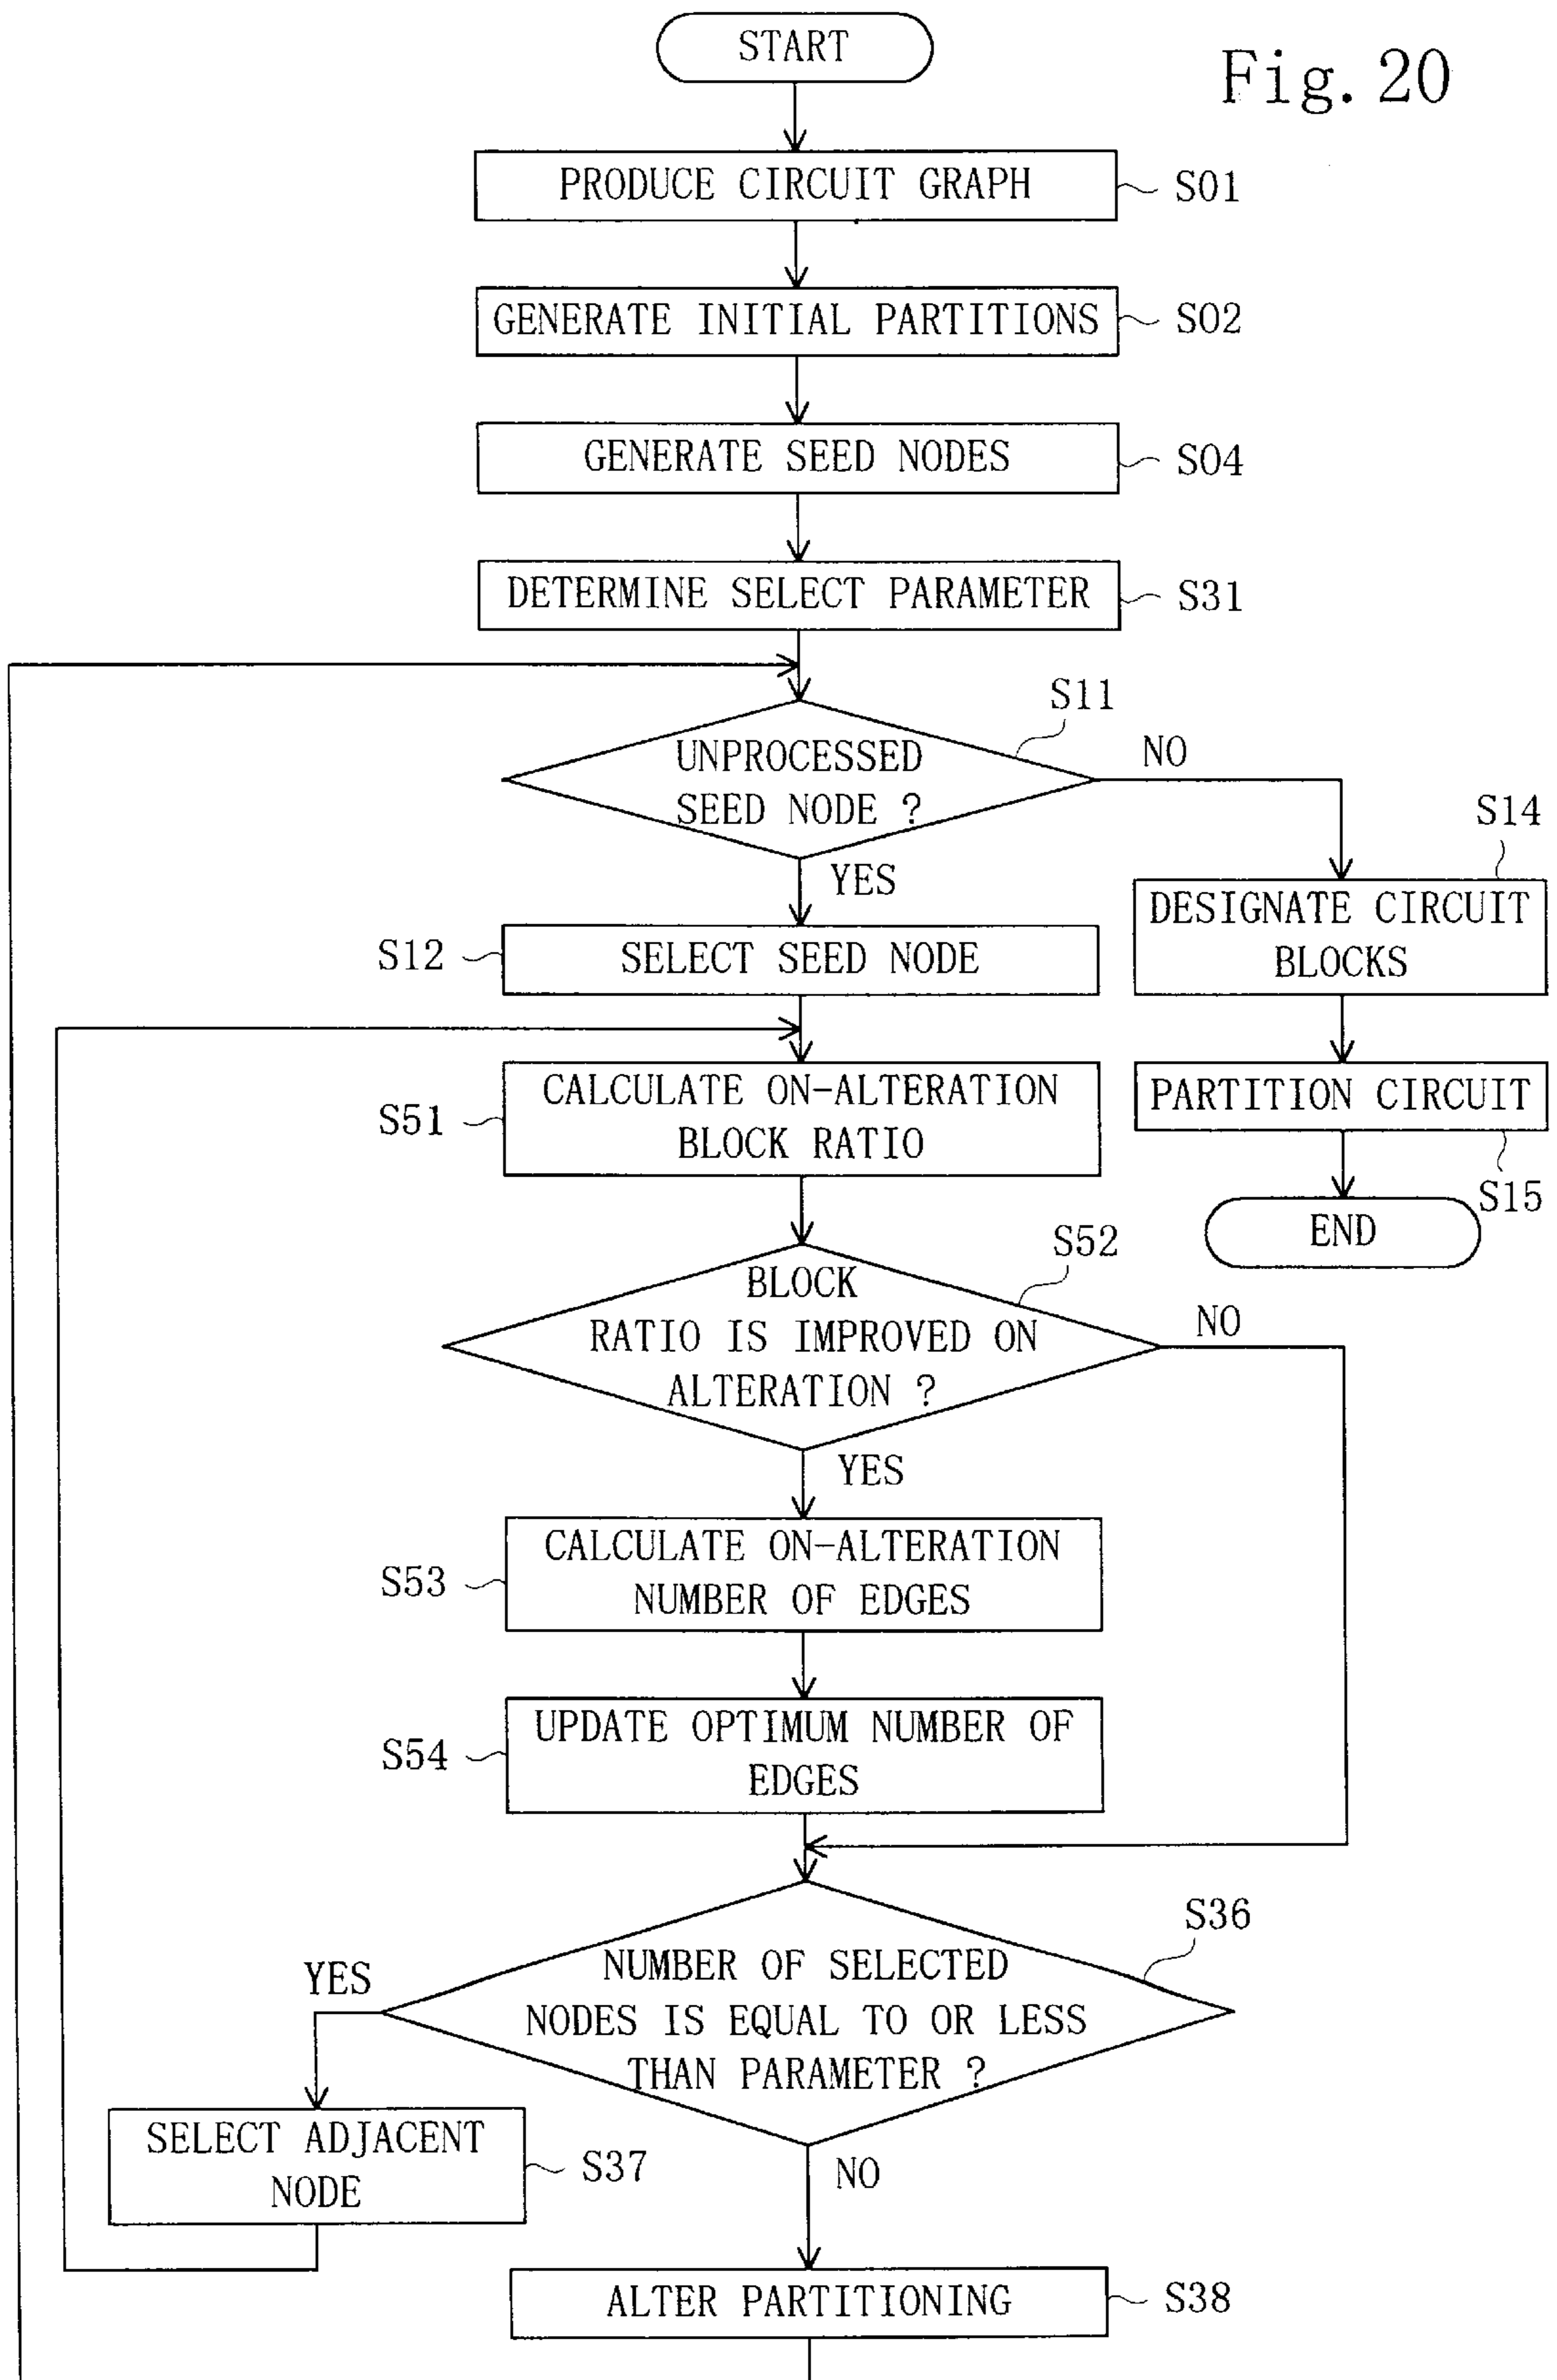 START
Fig. 20
PRODUCE CIRCUIT GRAPH
S01
GENERATE INITIAL PARTITIONS
S02
GENERATE SEED NODES
S04
DETERMINE SELECT PARAMETER
S31
S11
UNPROCESSED
SEED NODE ?
NO
YES
S14
DESIGNATE CIRCUIT
BLOCKS
S12
SELECT SEED NODE
S51
CALCULATE ON-ALTERATION
BLOCK RATIO
PARTITION CIRCUIT
S15
END
S52
BLOCK
RATIO IS IMPROVED ON
ALTERATION ?
NO
YES
S53
CALCULATE ON-ALTERATION
NUMBER OF EDGES
S54
UPDATE OPTIMUM NUMBER OF
EDGES
S36
NUMBER OF SELECTED
NODES IS EQUAL TO OR LESS
THAN PARAMETER ?
YES
SELECT ADJACENT
NODE
S37
NO
ALTER PARTITIONING
S38